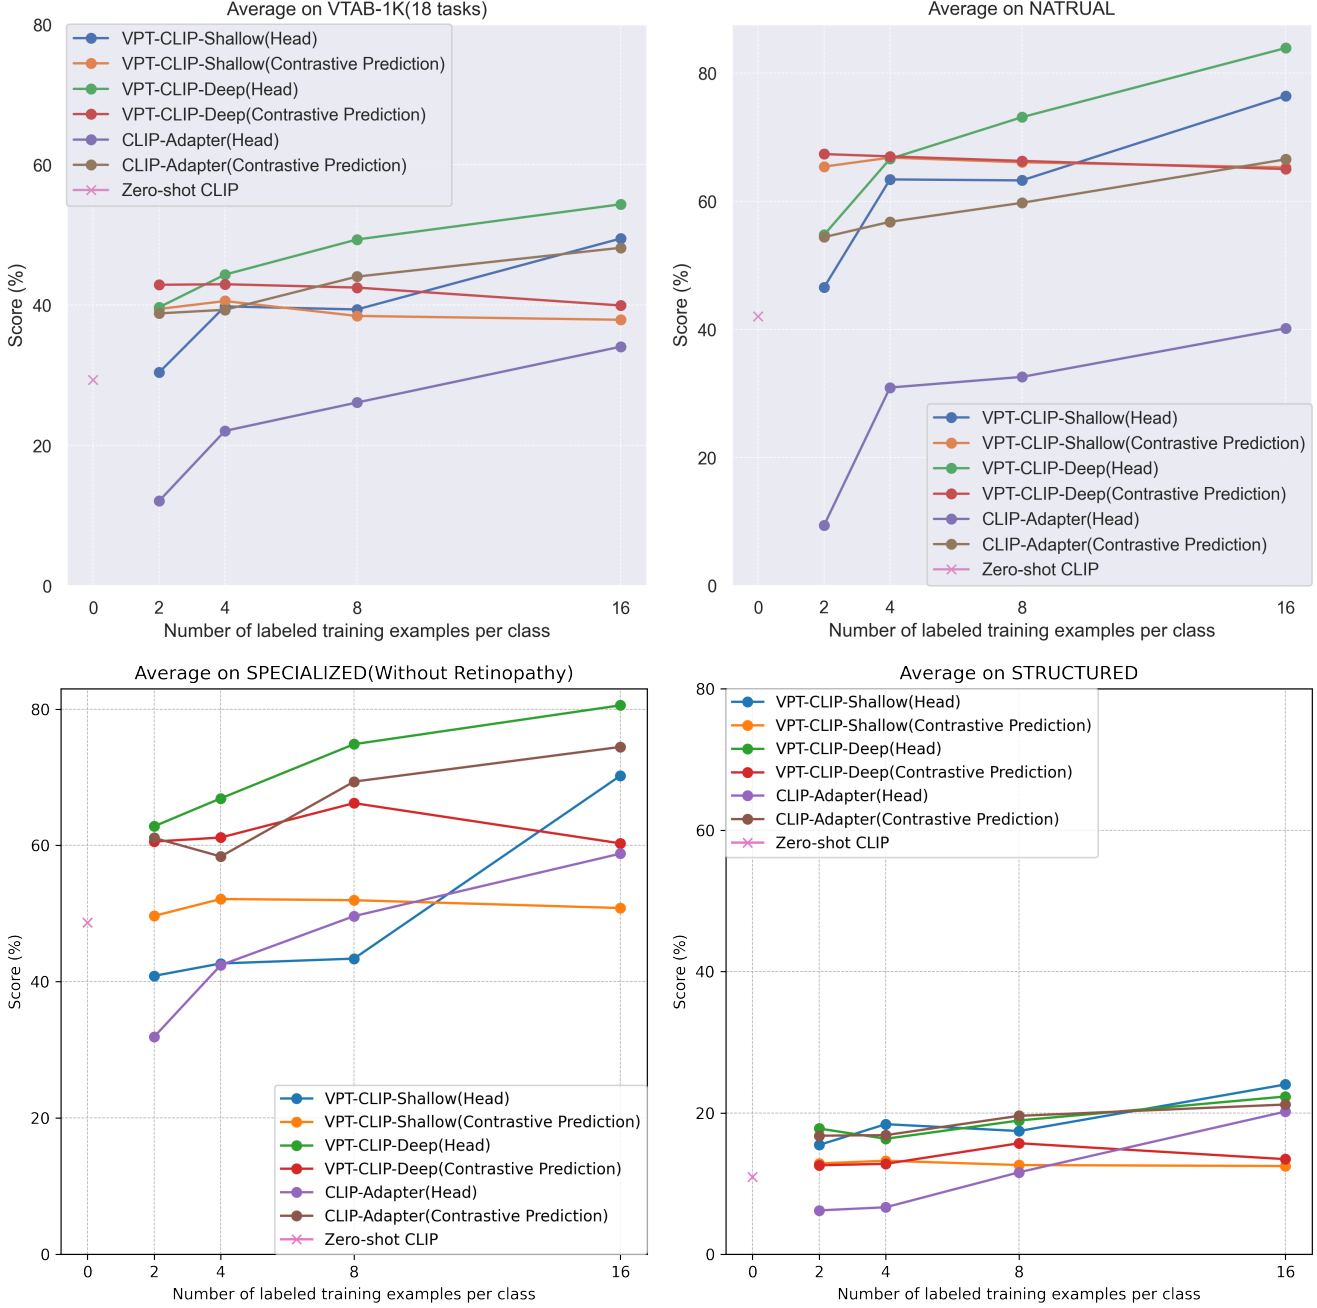 Average on VTAB-1K(18 tasks)
80
60
40
20
0
Score (%)
VPT-CLIP-Shallow(Head)
VPT-CLIP-Shallow(Contrastive Prediction)
VPT-CLIP-Deep(Head)
VPT-CLIP-Deep(Contrastive Prediction)
CLIP-Adapter(Head)
CLIP-Adapter(Contrastive Prediction)
Zero-shot CLIP
0 2 4 8 16
Number of labeled training examples per class
Average on NATRUAL
80
60
40
20
0
Score (%)
VPT-CLIP-Shallow(Head)
VPT-CLIP-Shallow(Contrastive Prediction)
VPT-CLIP-Deep(Head)
VPT-CLIP-Deep(Contrastive Prediction)
CLIP-Adapter(Head)
CLIP-Adapter(Contrastive Prediction)
Zero-shot CLIP
0 2 4 8 16
Number of labeled training examples per class
Average on SPECIALIZED(Without Retinopathy)
80
60
40
20
0
Score (%)
VPT-CLIP-Shallow(Head)
VPT-CLIP-Shallow(Contrastive Prediction)
VPT-CLIP-Deep(Head)
VPT-CLIP-Deep(Contrastive Prediction)
CLIP-Adapter(Head)
CLIP-Adapter(Contrastive Prediction)
Zero-shot CLIP
0 2 4 8 16
Number of labeled training examples per class
Average on STRUCTURED
80
60
40
20
0
Score (%)
VPT-CLIP-Shallow(Head)
VPT-CLIP-Shallow(Contrastive Prediction)
VPT-CLIP-Deep(Head)
VPT-CLIP-Deep(Contrastive Prediction)
CLIP-Adapter(Head)
CLIP-Adapter(Contrastive Prediction)
Zero-shot CLIP
0 2 4 8 16
Number of labeled training examples per class